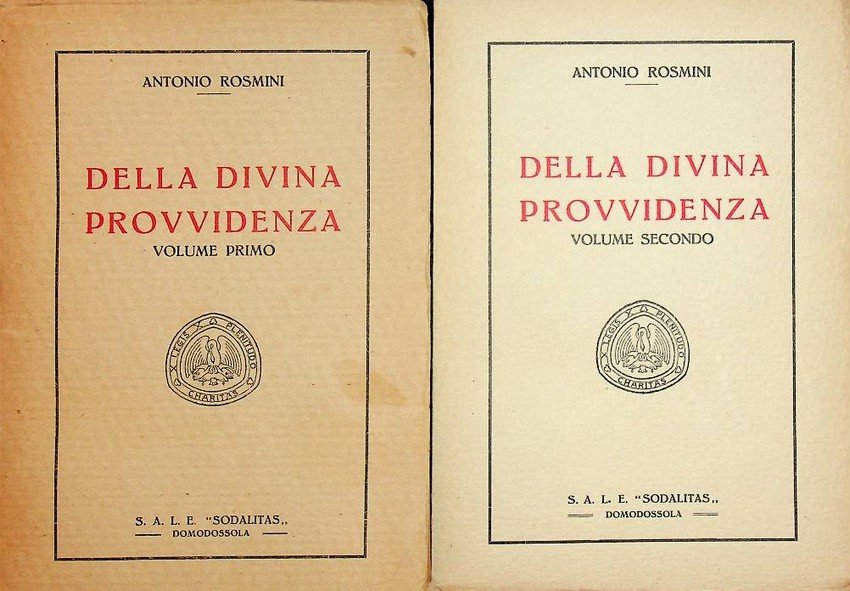 ANTONIO ROSMINI
DELLA DIVINA
PROVVIDENZA
VOLUME PRIMO
LEGIS X PLENITUDO
X CHARITAS
S. A. L. E. "SODALITAS„
DOMODOSSOLA
ANTONIO ROSMINI
DELLA DIVINA
PROVVIDENZA
VOLUME SECONDO
LEGIS X PLENITUDO
CHARITAS
S. A. L. E. "SODALITAS„
DOMODOSSOLA